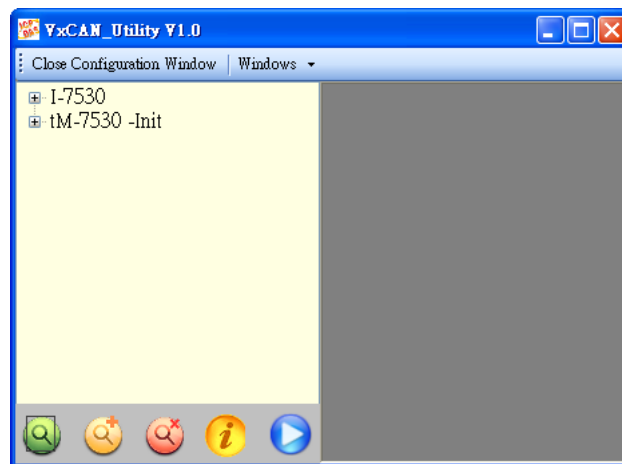 VxCAN_Utility V1.0
Close Configuration Window Windows
I-7530
tM-7530 -Init